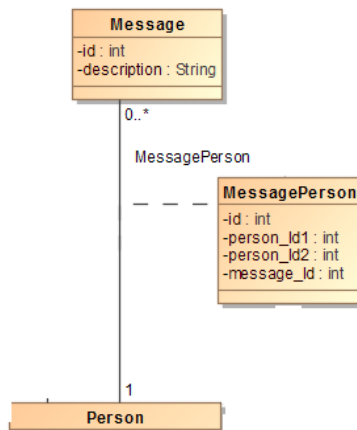 Message
-id : int
-description : String
0..*
MessagePerson
MessagePerson
-id : int
-person_Id1 : int
-person_Id2 : int
-message_Id : int
1
Person